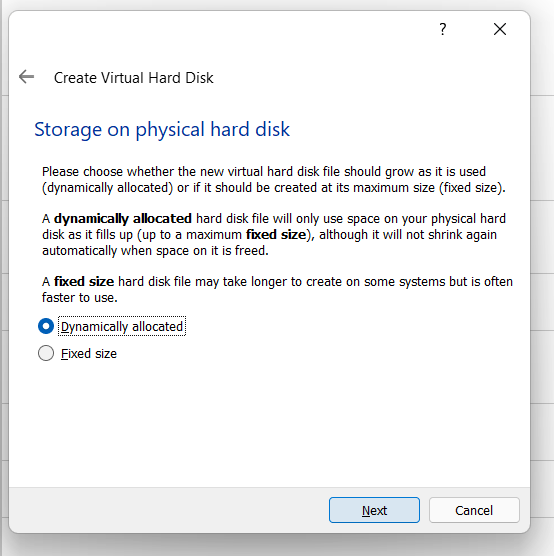 ?
Create Virtual Hard Disk
Storage on physical hard disk
Please choose whether the new virtual hard disk file should grow as it is used
(dynamically allocated) or if it should be created at its maximum size (fixed size).
A dynamically allocated hard disk file will only use space on your physical hard
disk as it fills up (up to a maximum fixed size), although it will not shrink again
automatically when space on it is freed.
A fixed size hard disk file may take longer to create on some systems but is often
faster to use.
Dynamically allocated
Fixed size
Next
Cancel